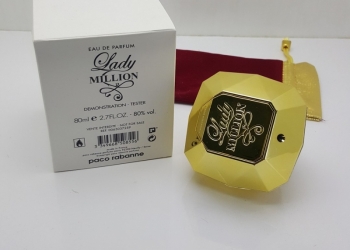 EAU DE PARFUM
Lady
MILLION
DEMONSTRATION - TESTER
80ml e 2.7FL.OZ. - 80% vol.
paco rabanne
Lady
MILLION